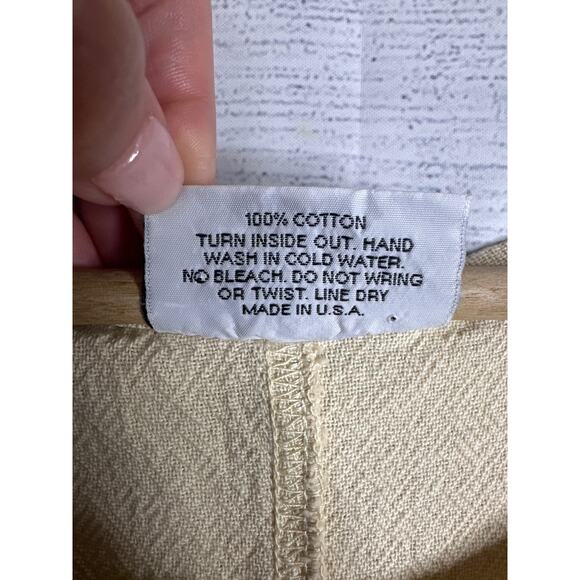 100% COTTON
TURN INSIDE OUT. HAND
WASH IN COLD WATER.
NO BLEACH. DO NOT WRING
OR TWIST. LINE DRY
MADE IN U.S.A.